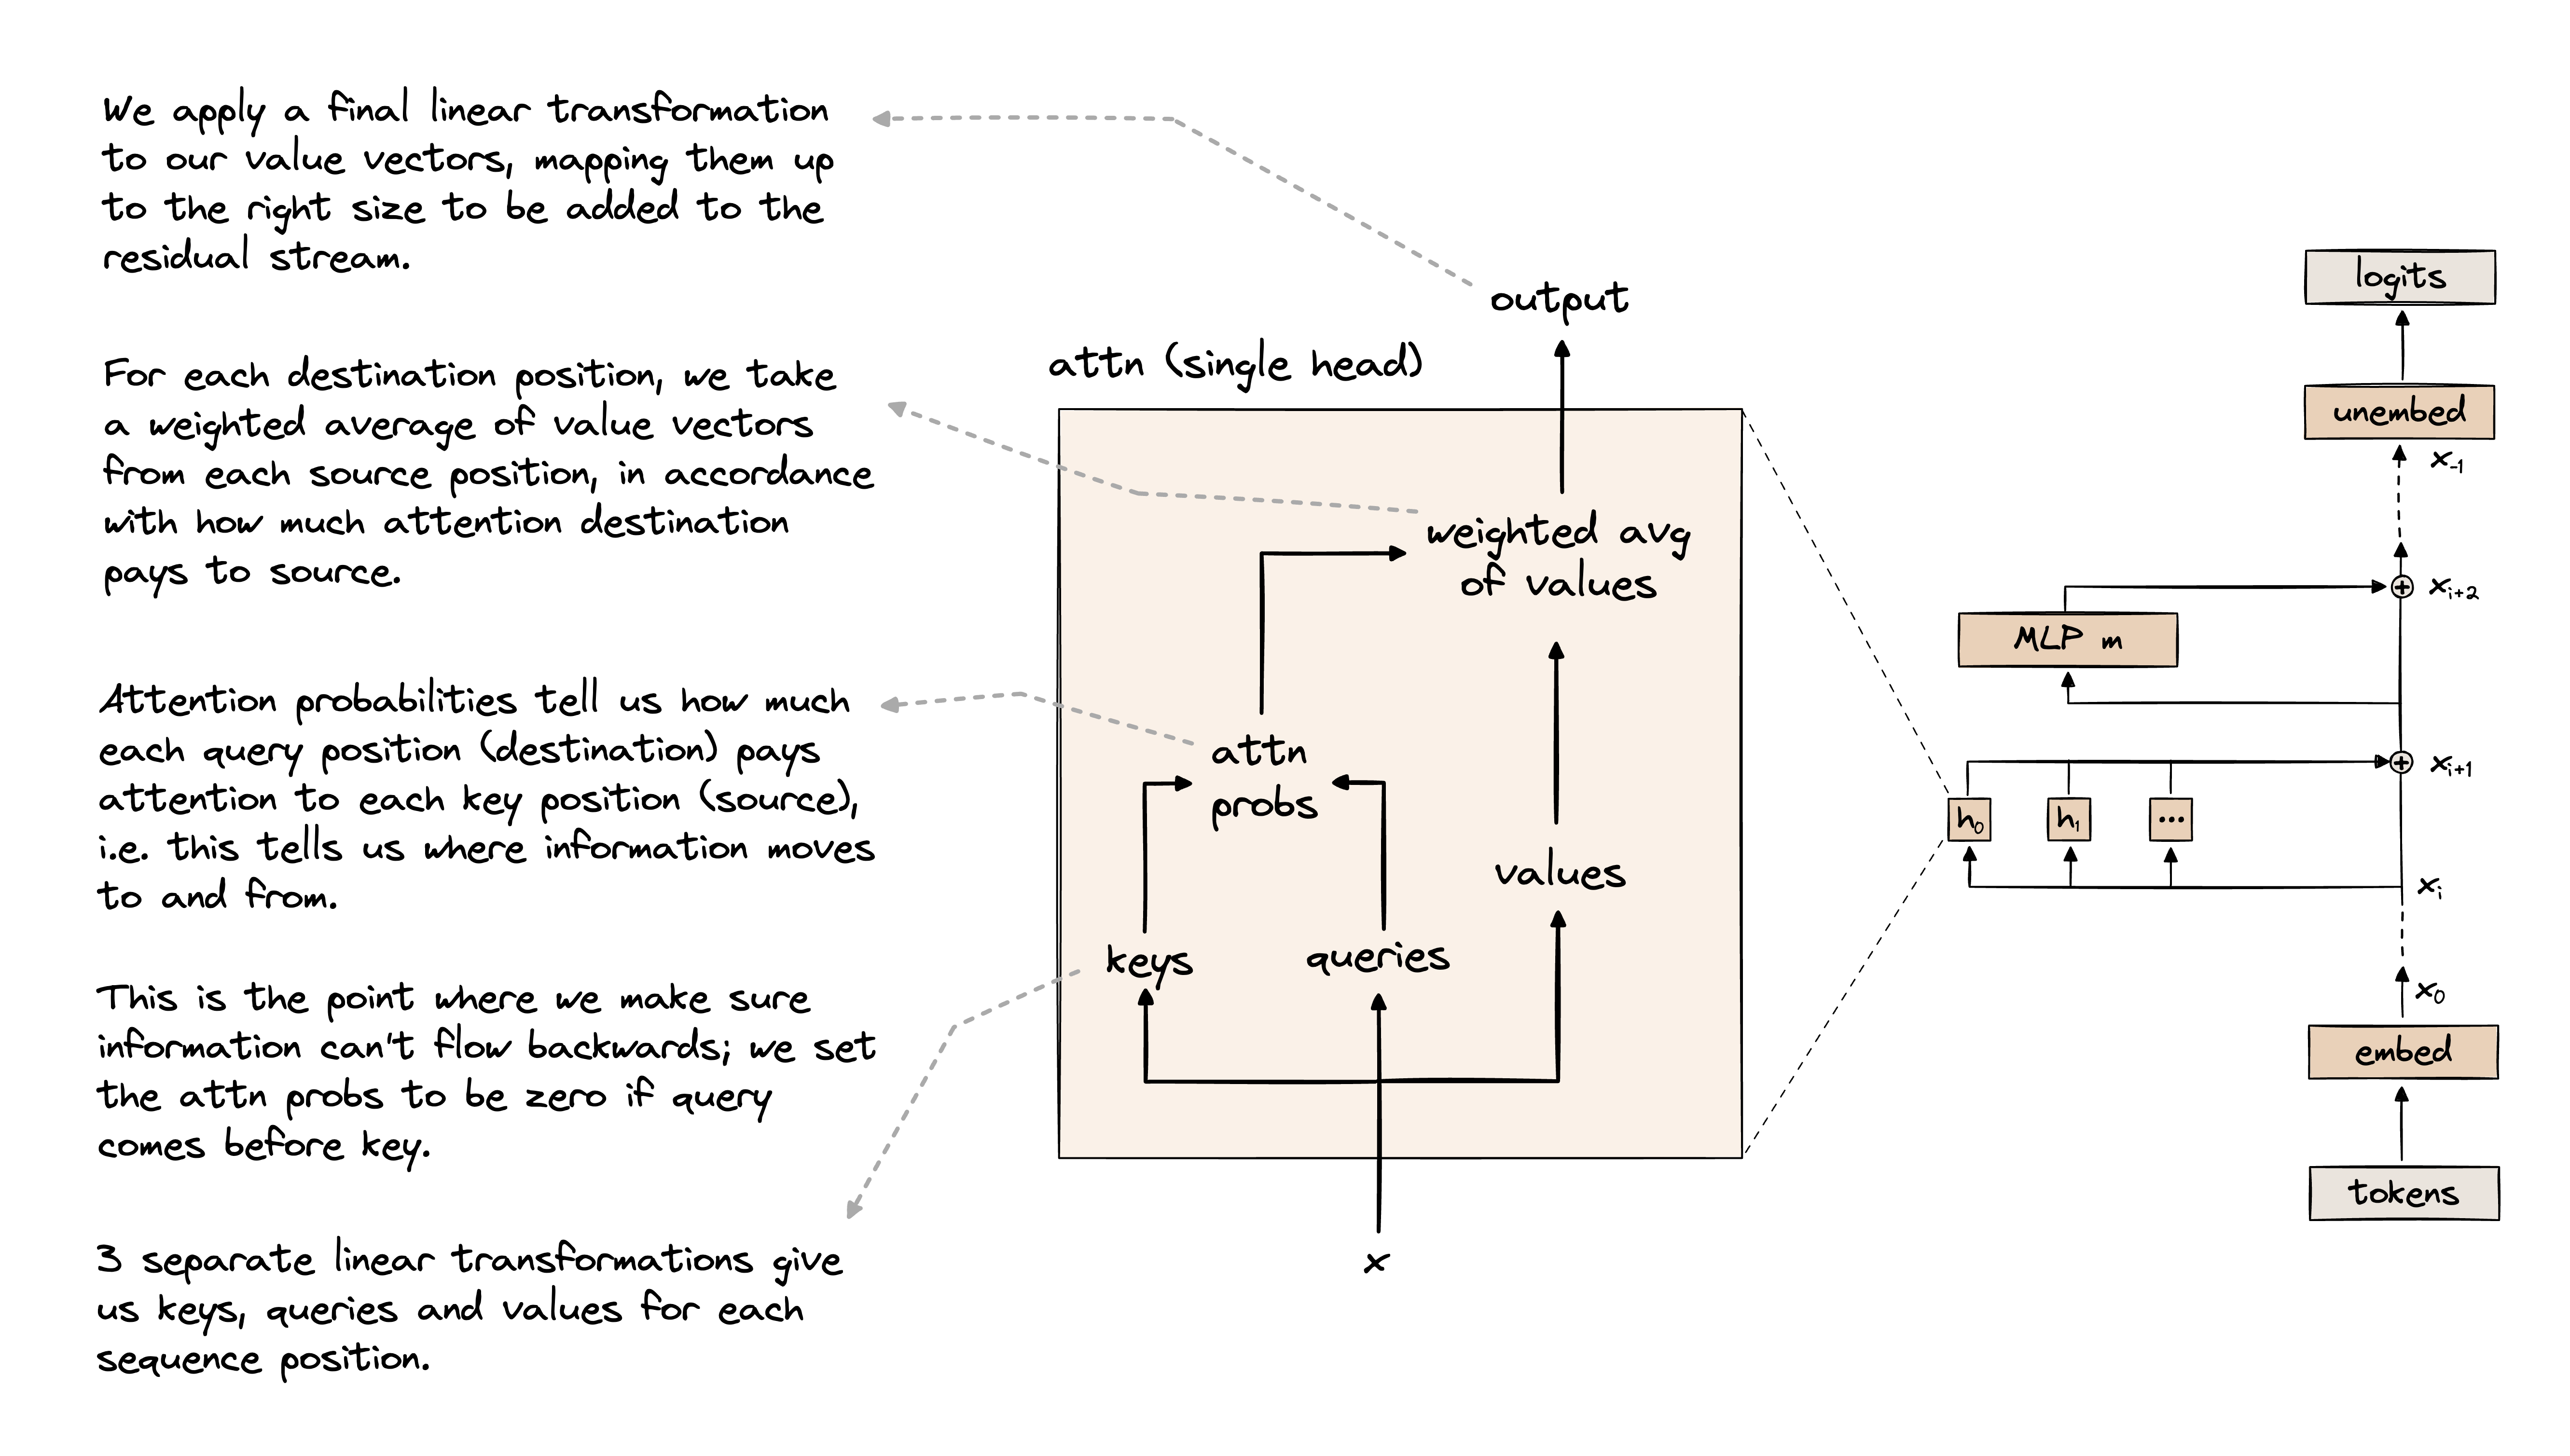 We apply a final linear transformation
to our value vectors, mapping them up
to the right size to be added to the
residual stream.
For each destination position, we take
a weighted average of value vectors
from each source position, in accordance
with how much attention destination
pays to source.
Attention probabilities tell us how much
each query position (destination) pays
attention to each key position (source),
i.e. this tells us where information moves
to and from.
This is the point where we make sure
information can't flow backwards; we set
the attn probs to be zero if query
comes before key.
3 separate linear transformations give
us keys, queries and values for each
sequence position.
output
attn (single head)
weighted avg
of values
attn
probs
values
keys
queries
x
logits
unembed
x₋₁
xᵢ₊₂
MLP m
xᵢ₊₁
h₀
h₁
...
xᵢ
x₀
embed
tokens